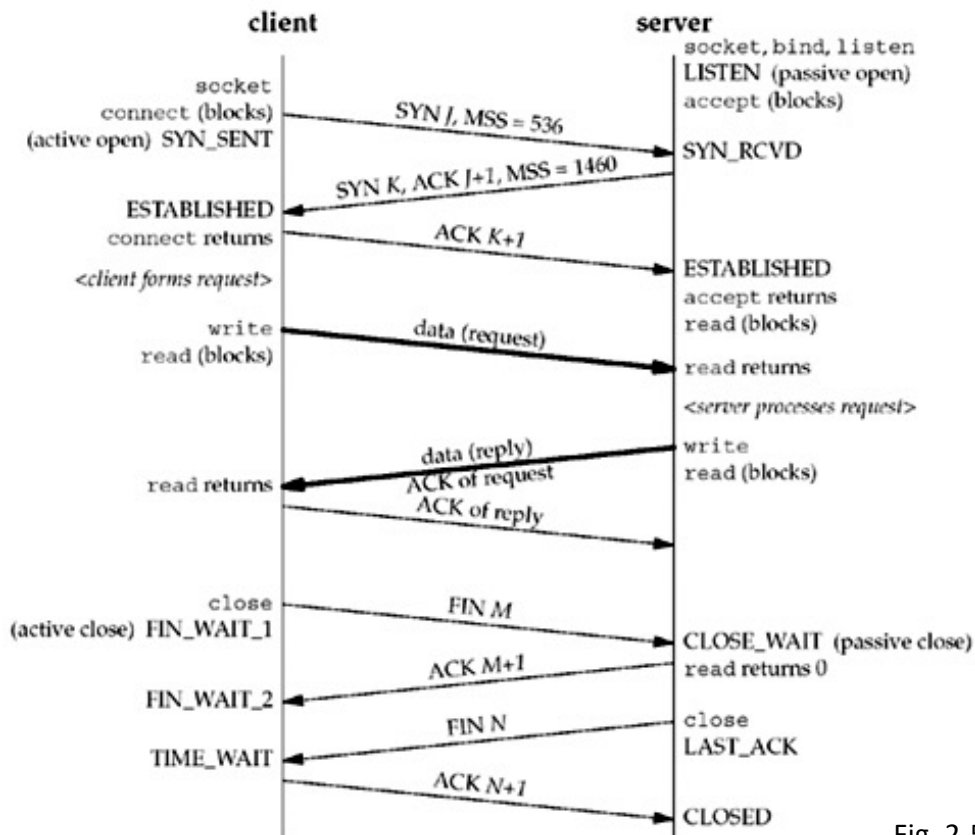 client
server
socket, bind, listen
LISTEN (passive open)
accept (blocks)
socket
connect (blocks)
(active open) SYN_SENT
SYN J, MSS = 536
SYN_RCVD
SYN K, ACK J+1, MSS = 1460
ESTABLISHED
connect returns
ACK K+1
<client forms request>
ESTABLISHED
accept returns
read (blocks)
write
read (blocks)
data (request)
read returns
<server processes request>
write
read (blocks)
data (reply)
ACK of request
read returns
ACK of reply
close
(active close) FIN_WAIT_1
FIN M
CLOSE_WAIT (passive close)
read returns 0
ACK M+1
FIN_WAIT_2
close
LAST_ACK
FIN N
TIME_WAIT
ACK N+1
CLOSED
Fig. 2